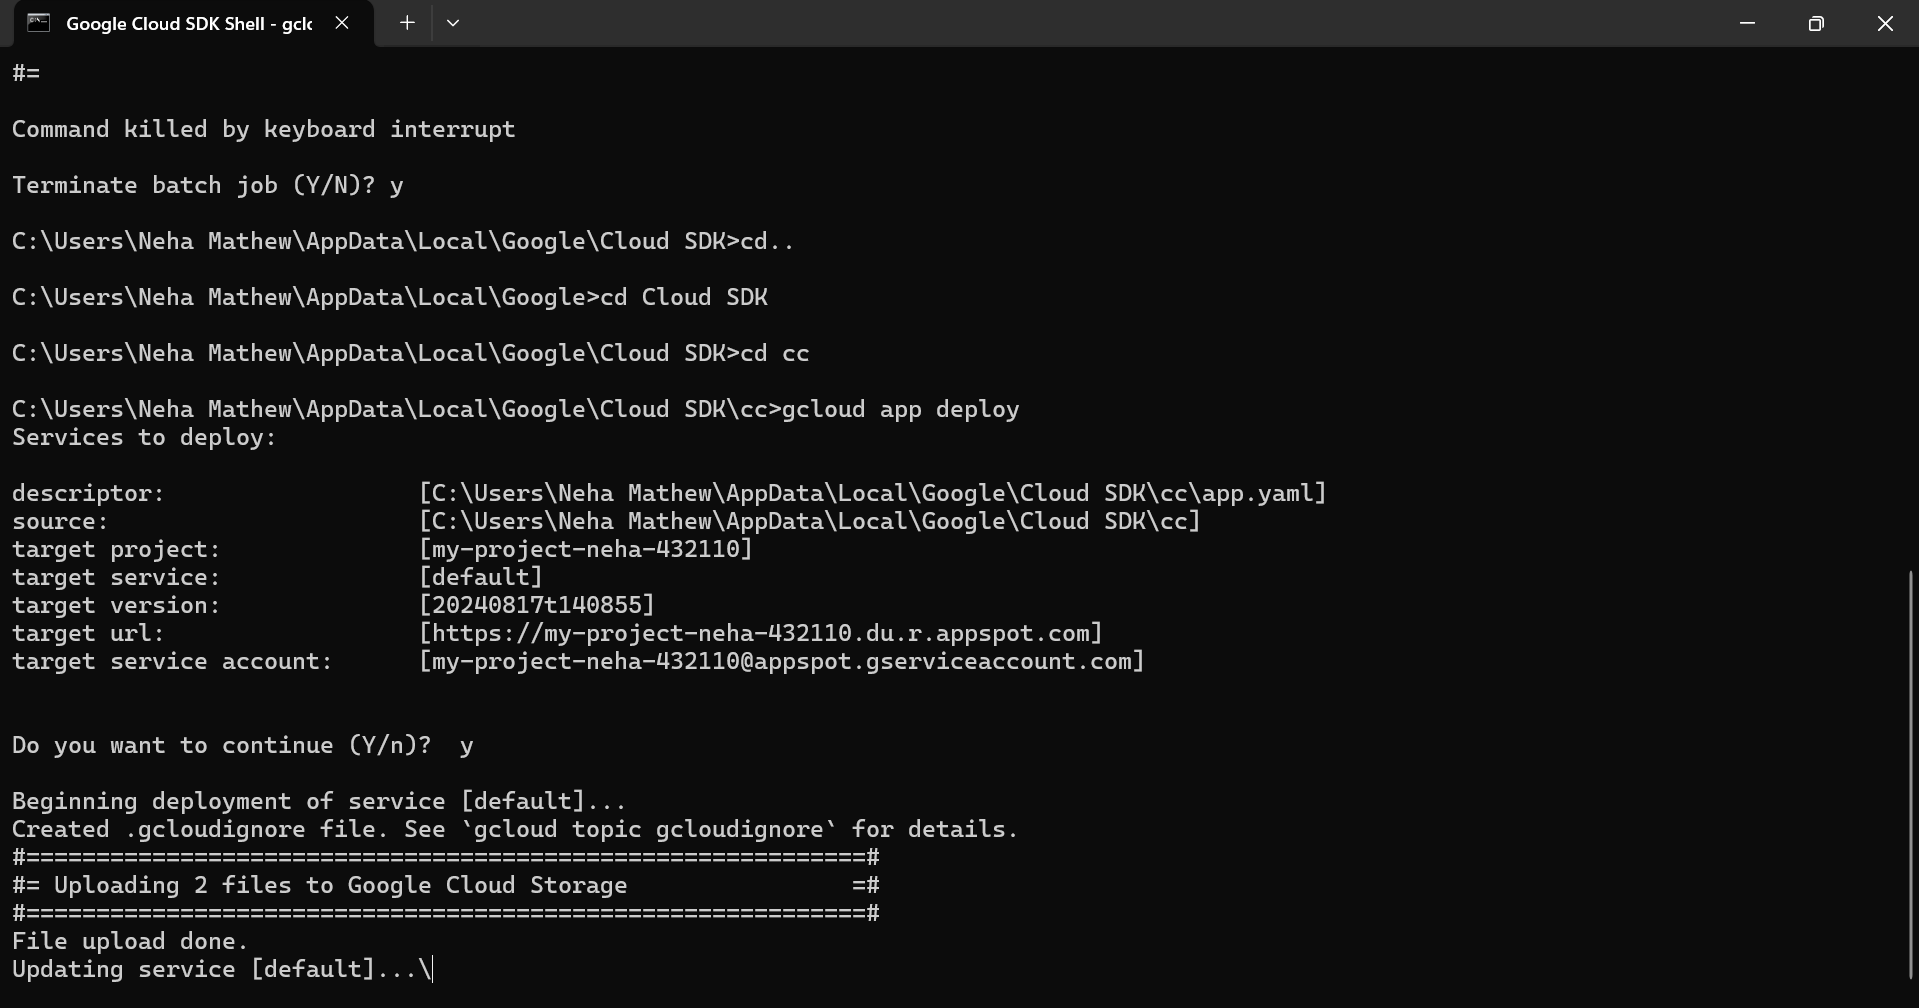 Google Cloud SDK Shell - gclc
#=
Command killed by keyboard interrupt
Terminate batch job (Y/N)? y
C:\Users\Neha Mathew\AppData\Local\Google\Cloud SDK>cd..
C:\Users\Neha Mathew\AppData\Local\Google>cd Cloud SDK
C:\Users\Neha Mathew\AppData\Local\Google\Cloud SDK>cd cc
C:\Users\Neha Mathew\AppData\Local\Google\Cloud SDK\cc>gcloud app deploy
Services to deploy:
descriptor: [C:\Users\Neha Mathew\AppData\Local\Google\Cloud SDK\cc\app.yaml]
source: [C:\Users\Neha Mathew\AppData\Local\Google\Cloud SDK\cc]
target project: [my-project-neha-432110]
target service: [default]
target version: [20240817t140855]
target url: [https://my-project-neha-432110.du.r.appspot.com]
target service account: [my-project-neha-432110@appspot.gserviceaccount.com]
Do you want to continue (Y/n)?  y
Beginning deployment of service [default]...
Created .gcloudignore file. See `gcloud topic gcloudignore` for details.
#============================================================#
#= Uploading 2 files to Google Cloud Storage                =#
#============================================================#
File upload done.
Updating service [default]...\